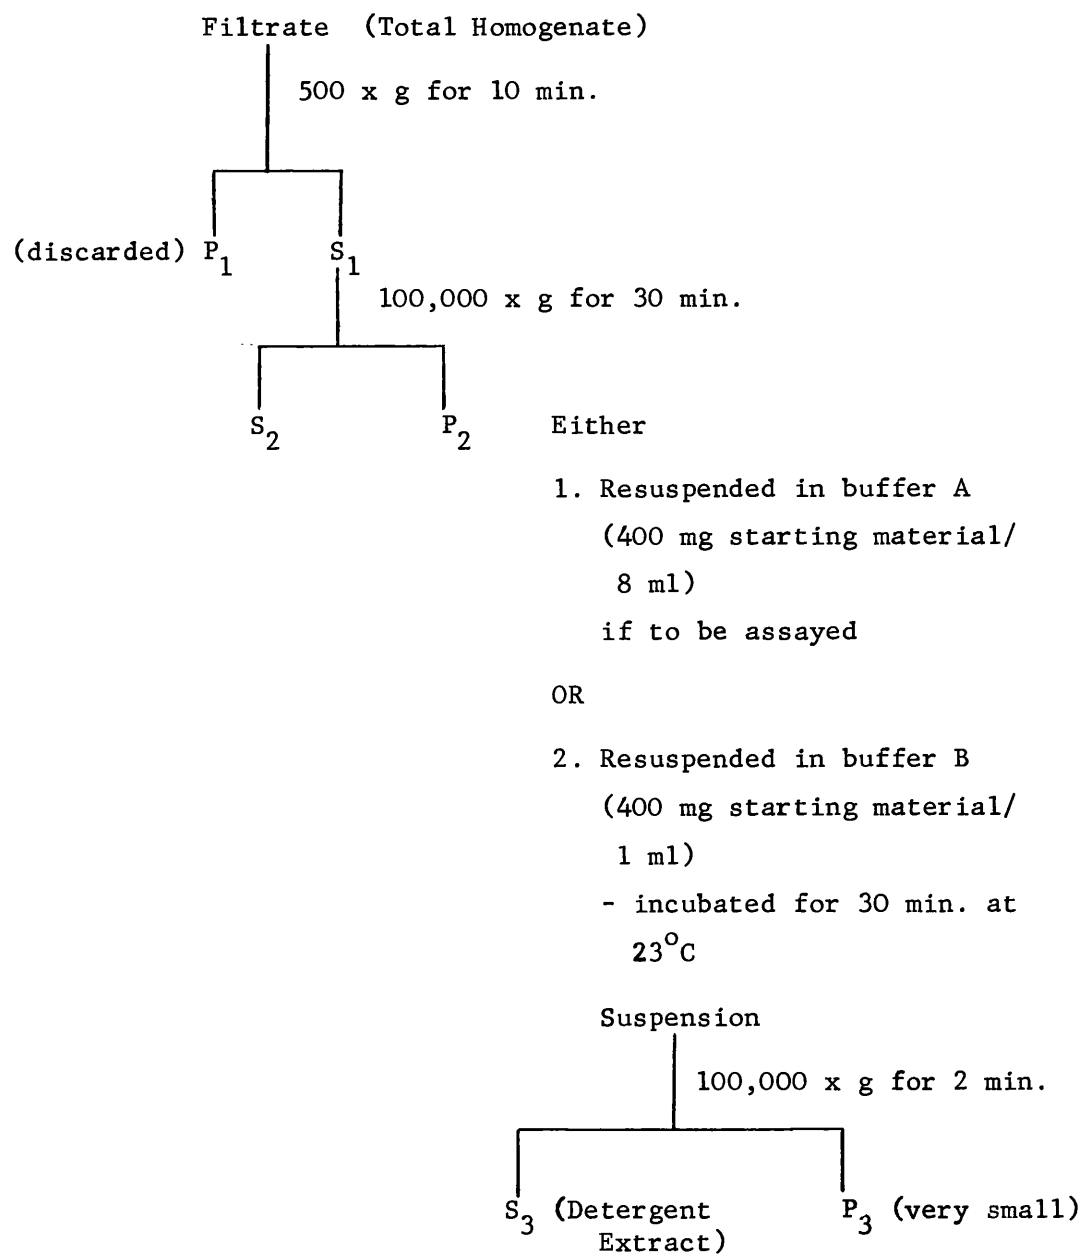 Filtrate (Total Homogenate)
500 x g for 10 min.
(discarded) P1 S1
100,000 x g for 30 min.
S2 P2 Either
1. Resuspended in buffer A
(400 mg starting material/
8 ml)
if to be assayed
OR
2. Resuspended in buffer B
(400 mg starting material/
1 ml)
- incubated for 30 min. at
23°C
Suspension
100,000 x g for 2 min.
S3 (Detergent P3 (very small)
Extract)